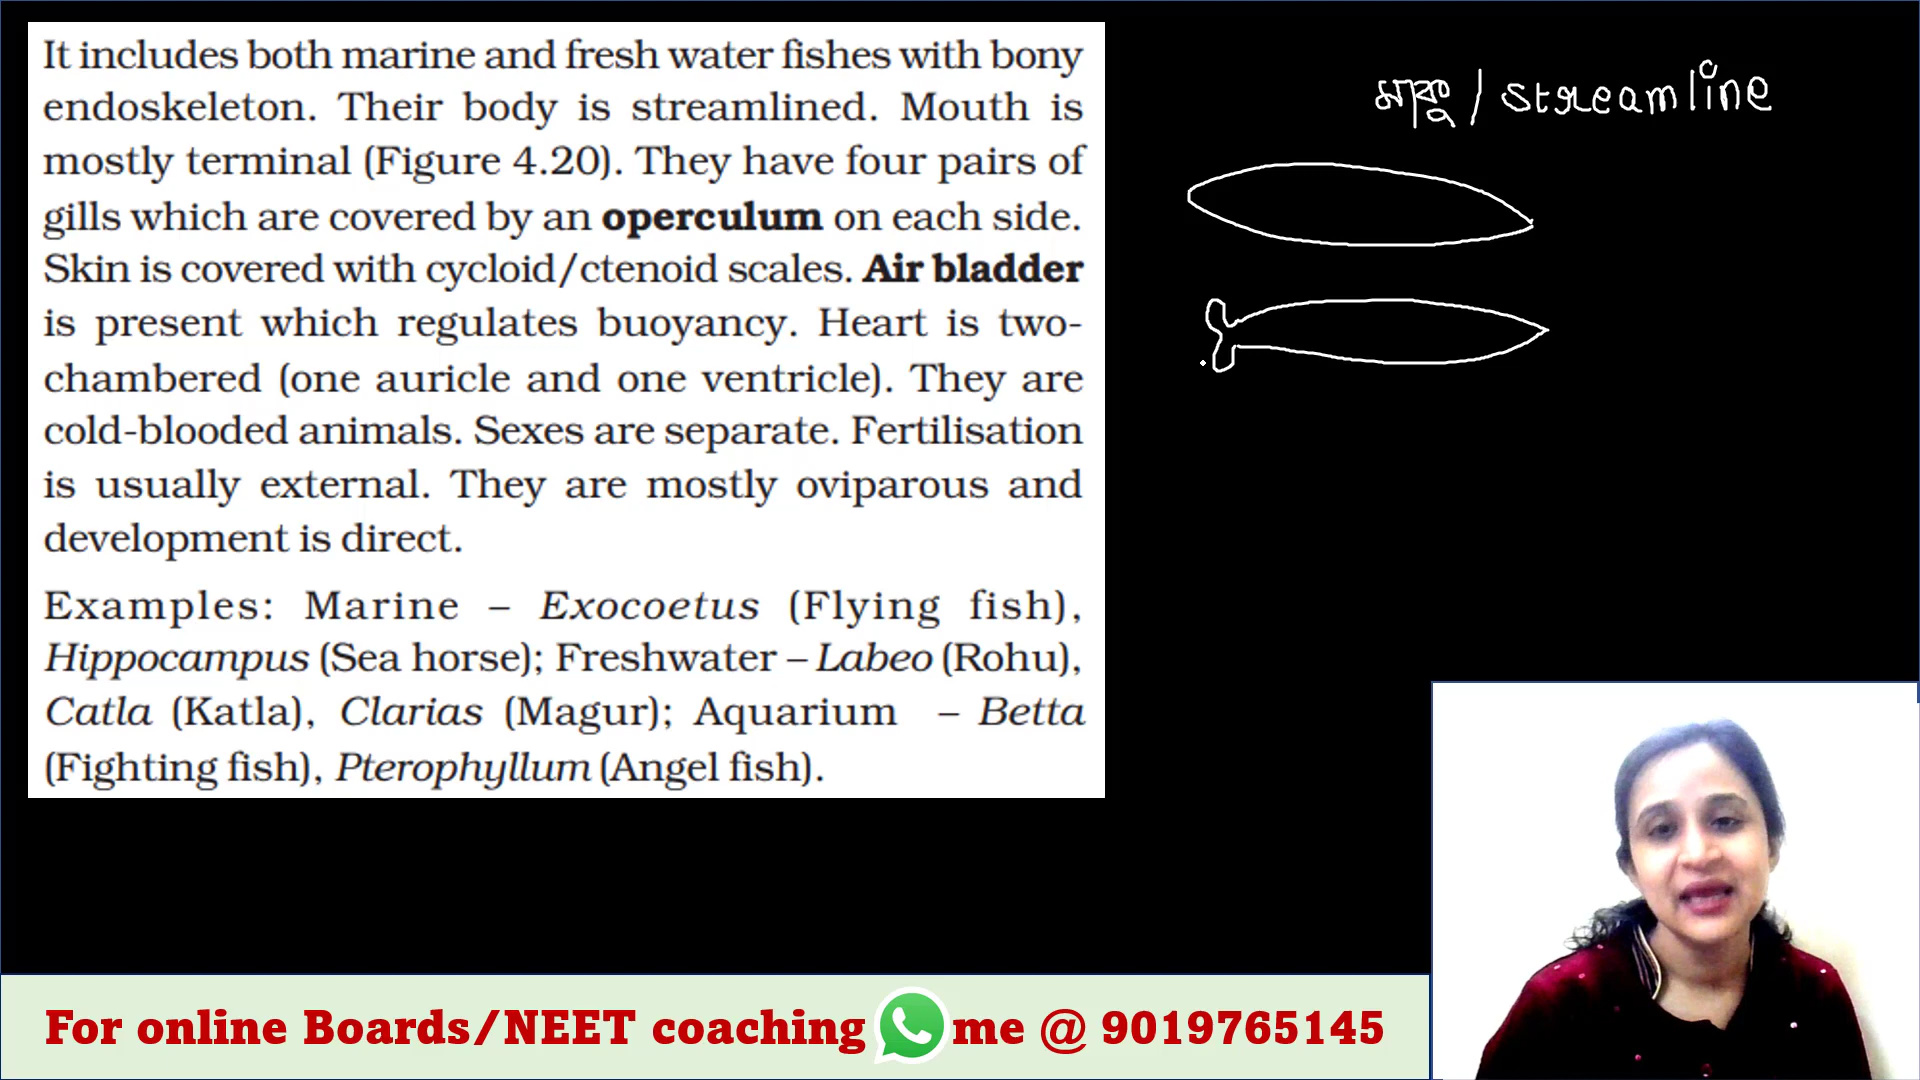 It includes both marine and fresh water fishes with bony
endoskeleton. Their body is streamlined. Mouth is
mostly terminal (Figure 4.20). They have four pairs of
gills which are covered by an operculum on each side.
Skin is covered with cycloid/ctenoid scales. Air bladder
is present which regulates buoyancy. Heart is two-
chambered (one auricle and one ventricle). They are
cold-blooded animals. Sexes are separate. Fertilisation
is usually external. They are mostly oviparous and
development is direct.
Examples: Marine – Exocoetus (Flying fish),
Hippocampus (Sea horse); Freshwater – Labeo (Rohu),
Catla (Katla), Clarias (Magur); Aquarium – Betta
(Fighting fish), Pterophyllum (Angel fish).
/ streamline
For online Boards/NEET coaching me @ 9019765145